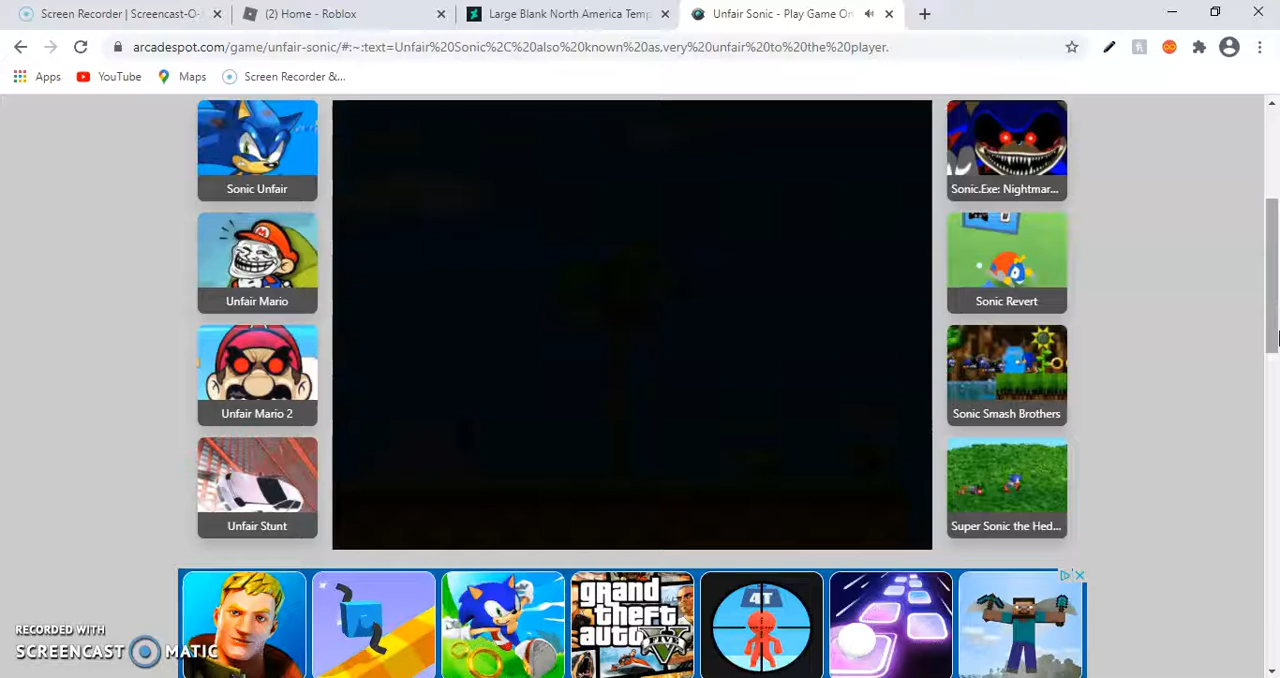 Screen Recorder | Screencast-O-
(2) Home - Roblox
Large Blank North America Temp
Unfair Sonic - Play Game On
arcadespot.com/game/unfair-sonic/#:~:text=Unfair%20Sonic%2C%20also%20known%20as,very%20unfair%20to%20the%20player.
Apps
YouTube
Maps
Screen Recorder &...
Sonic Unfair
Sonic.Exe: Nightmar...
Unfair Mario
Sonic Revert
Unfair Mario 2
Sonic Smash Brothers
Unfair Stunt
Super Sonic the Hed...
grand
theft
auto
V
FIVE
4T
RECORDED WITH
SCREENCAST MATIC